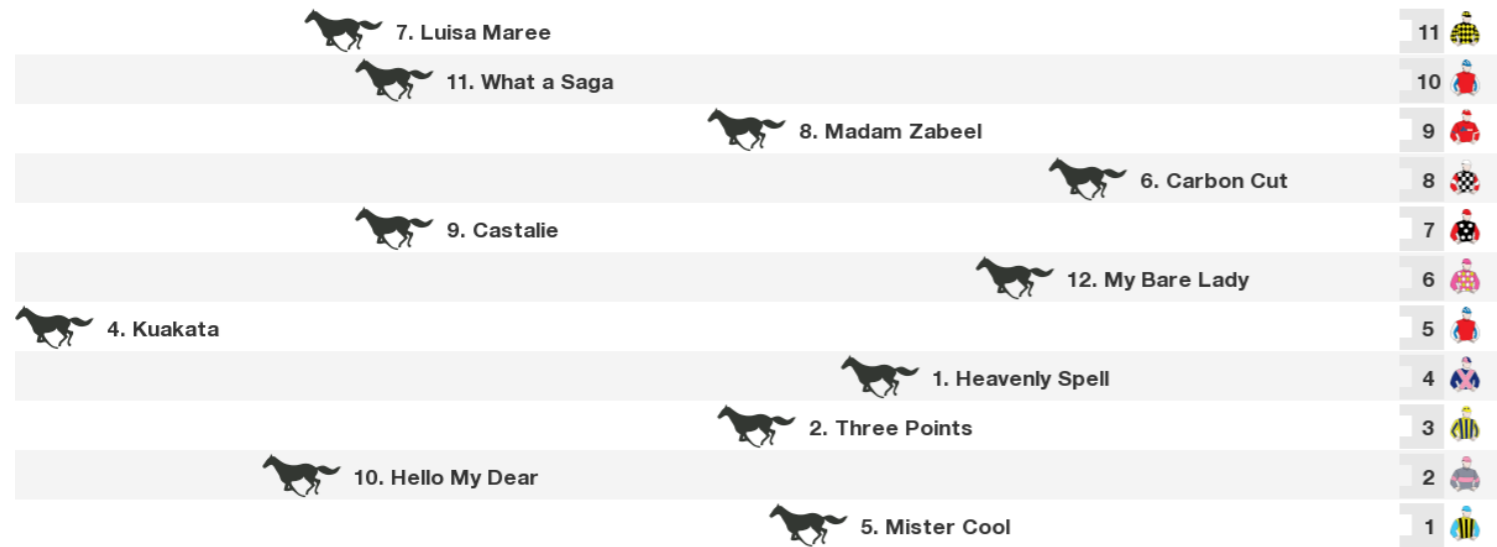 7. Luisa Maree 11
11. What a Saga 10
8. Madam Zabeel 9
6. Carbon Cut 8
9. Castalie 7
12. My Bare Lady 6
4. Kuakata 5
1. Heavenly Spell 4
2. Three Points 3
10. Hello My Dear 2
5. Mister Cool 1